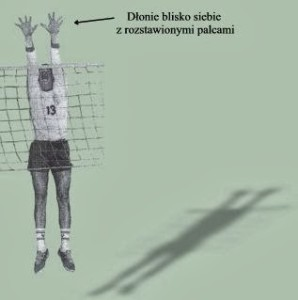 Dłonie blisko siebie
z rozstawionymi palcami
13